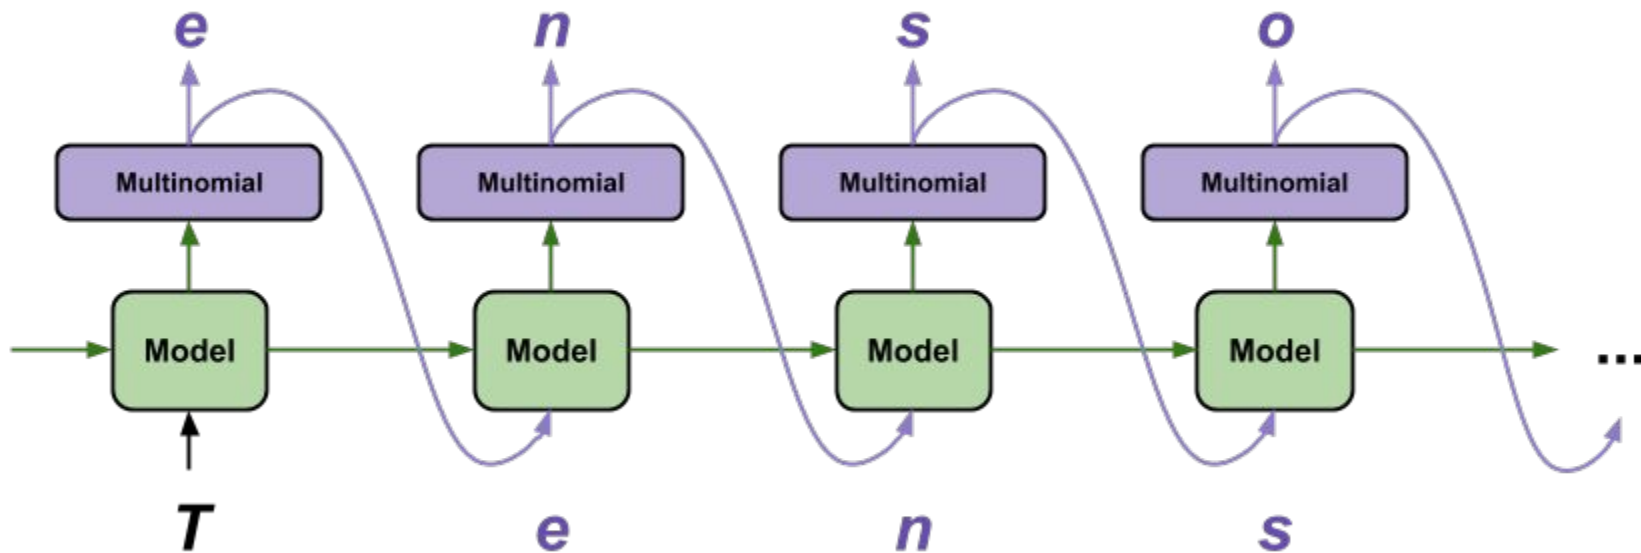 e n s o
Multinomial Multinomial Multinomial Multinomial
Model Model Model Model ...
T e n s